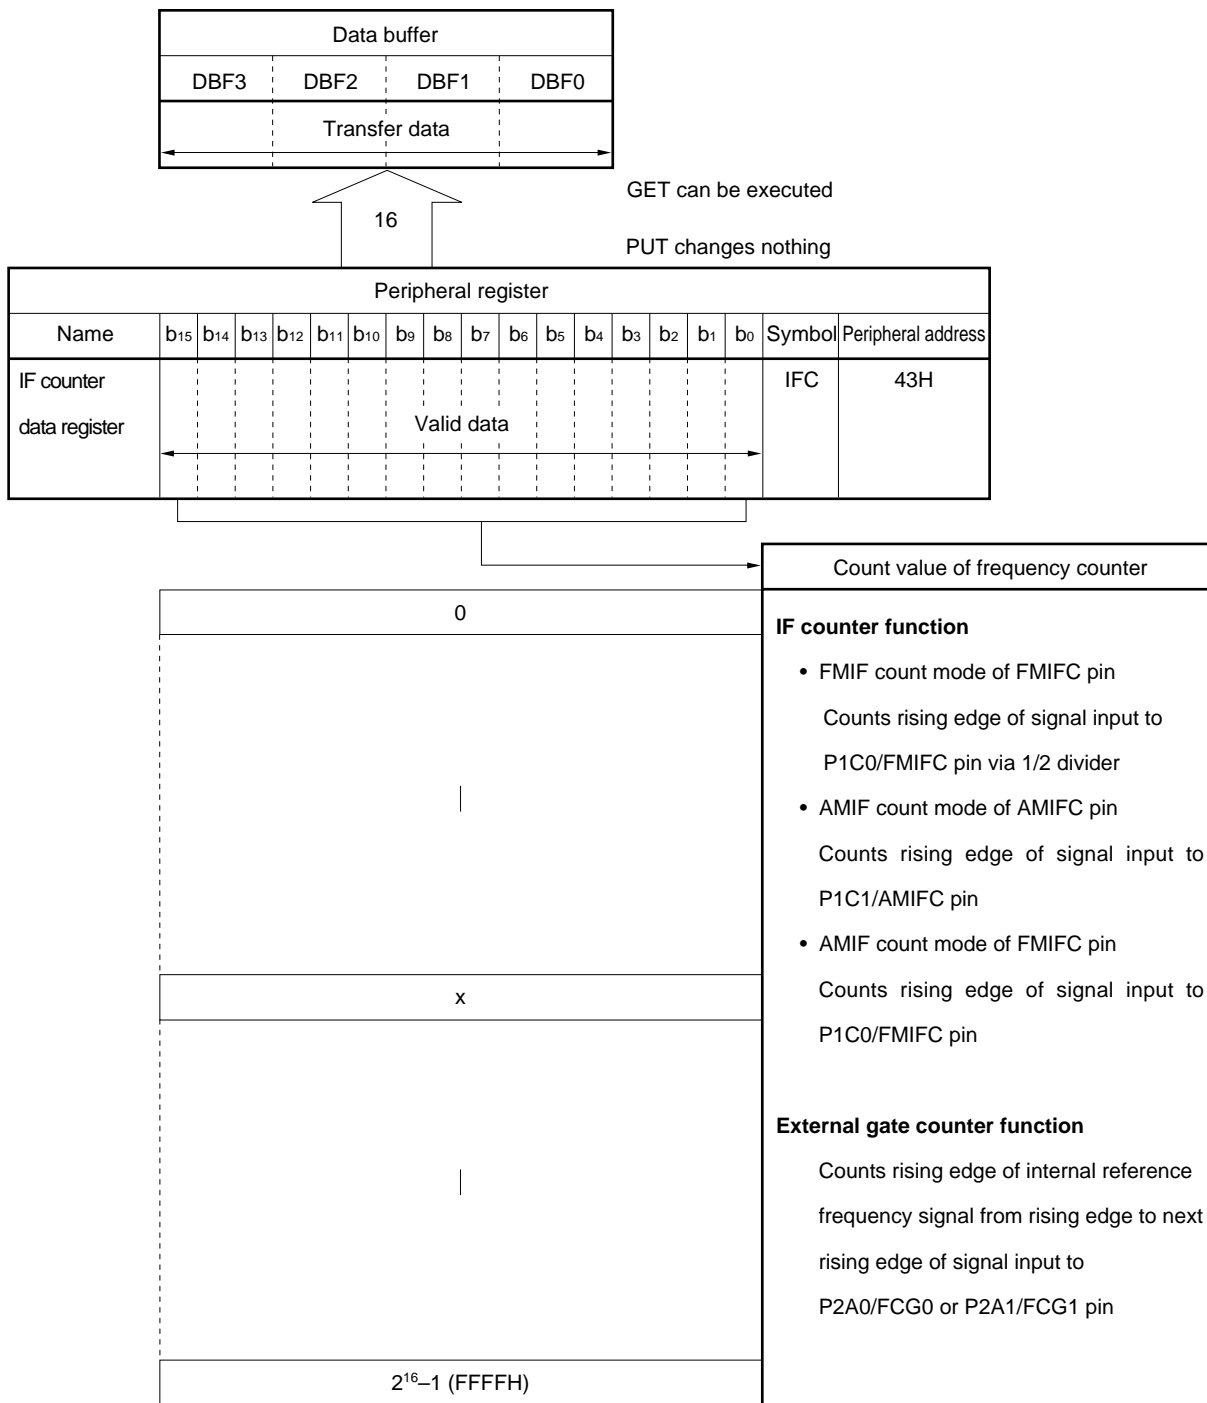 Data buffer
DBF3 DBF2 DBF1 DBF0
Transfer data
16
GET can be executed
PUT changes nothing
Peripheral register
Name b15 b14 b13 b12 b11 b10 b9 b8 b7 b6 b5 b4 b3 b2 b1 b0 Symbol Peripheral address
IF counter
data register
Valid data
IFC
43H
Count value of frequency counter
0
x
2^16–1 (FFFFH)
IF counter function
• FMIF count mode of FMIFC pin
Counts rising edge of signal input to
P1C0/FMIFC pin via 1/2 divider
• AMIF count mode of AMIFC pin
Counts rising edge of signal input to
P1C1/AMIFC pin
• AMIF count mode of FMIFC pin
Counts rising edge of signal input to
P1C0/FMIFC pin
External gate counter function
Counts rising edge of internal reference
frequency signal from rising edge to next
rising edge of signal input to
P2A0/FCG0 or P2A1/FCG1 pin